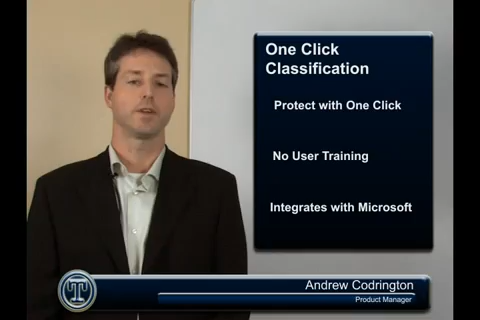 One Click
Classification
Protect with One Click
No User Training
Integrates with Microsoft
Andrew Codrington
Product Manager